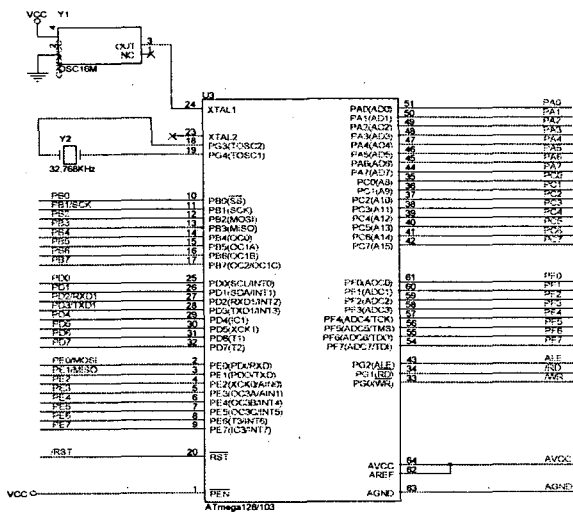 VCC Y1
4
OUT 3
NC 1
2
OSC16M
U3
24 XTAL1
23 XTAL2
18 PG3(TOSC2)
19 PG4(TOSC1)
Y2
32.768KHz
PB0 10 PB0(SS)
PB1/SCK 11 PB1(SCK)
PB2 12 PB2(MOSI)
PB3 13 PB3(MISO)
PB4 14 PB4(OC0)
PB5 15 PB5(OC1A)
PB6 16 PB6(OC1B)
PB7 17 PB7(OC2/OC1C)
PD0 25 PD0(SCL/INT0)
PD1 26 PD1(SDA/INT1)
PD2/RXD1 27 PD2(RXD1/INT2)
PD3/TXD1 28 PD3(TXD1/INT3)
PD4 29 PD4(IC1)
PD5 30 PD5(XCK1)
PD6 31 PD6(T1)
PD7 32 PD7(T2)
PE0/MOSI 2 PE0(PDI/RXD)
PE1/MISO 3 PE1(PDO/TXD)
PE2 4 PE2(XCK0/AIN0)
PE3 5 PE3(OC3A/AIN1)
PE4 6 PE4(OC3B/INT4)
PE5 7 PE5(OC3C/INT5)
PE6 8 PE6(T3/INT6)
PE7 9 PE7(IC3/INT7)
/RST 20 RST
VCC 1 PEN
PA0(AD0) 51 PA0
PA1(AD1) 50 PA1
PA2(AD2) 49 PA2
PA3(AD3) 48 PA3
PA4(AD4) 47 PA4
PA5(AD5) 46 PA5
PA6(AD6) 45 PA6
PA7(AD7) 44 PA7
PC0(A8) 35 PC0
PC1(A9) 36 PC1
PC2(A10) 37 PC2
PC3(A11) 38 PC3
PC4(A12) 39 PC4
PC5(A13) 40 PC5
PC6(A14) 41 PC6
PC7(A15) 42 PC7
PF0(ADC0) 61 PF0
PF1(ADC1) 60 PF1
PF2(ADC2) 59 PF2
PF3(ADC3) 58 PF3
PF4(ADC4/TCK) 57 PF4
PF5(ADC5/TMS) 56 PF5
PF6(ADC6/TDO) 55 PF6
PF7(ADC7/TDI) 54 PF7
PG2(ALE) 43 ALE
PG1(RD) 34 /RD
PG0(WR) 33 /WR
AVCC 64 AVCC
AREF 62
AGND 63 AGND
ATmega128/103